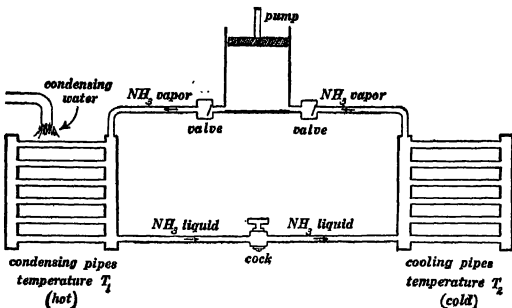 pump
condensing
water
NH₃ vapor
NH₃ vapor
valve
valve
NH₃ liquid
NH₃ liquid
cock
condensing pipes
temperature T₁
(hot)
cooling pipes
temperature T₂
(cold)